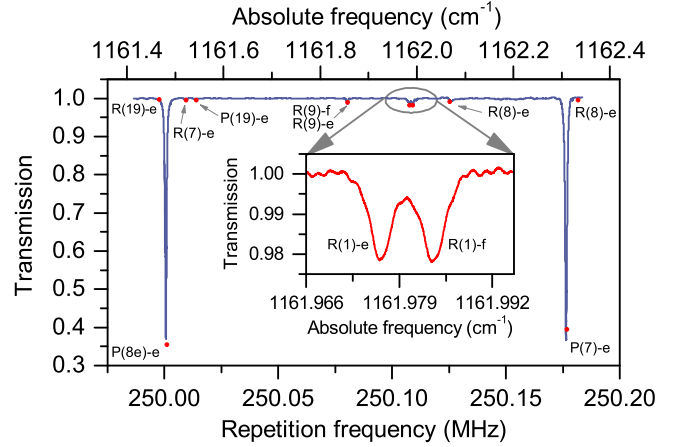 Absolute frequency (cm-1)
1161.4 1161.6 1161.8 1162.0 1162.2 1162.4
Transmission
1.0
0.9
0.8
0.7
0.6
0.5
0.4
0.3
R(19)-e
R(7)-e
P(19)-e
R(9)-f
R(9)-e
R(8)-e
R(8)-e
P(8e)-e
P(7)-e
Transmission
1.00
0.99
0.98
R(1)-e
R(1)-f
1161.966 1161.979 1161.992
Absolute frequency (cm-1)
250.00 250.05 250.10 250.15 250.20
Repetition frequency (MHz)